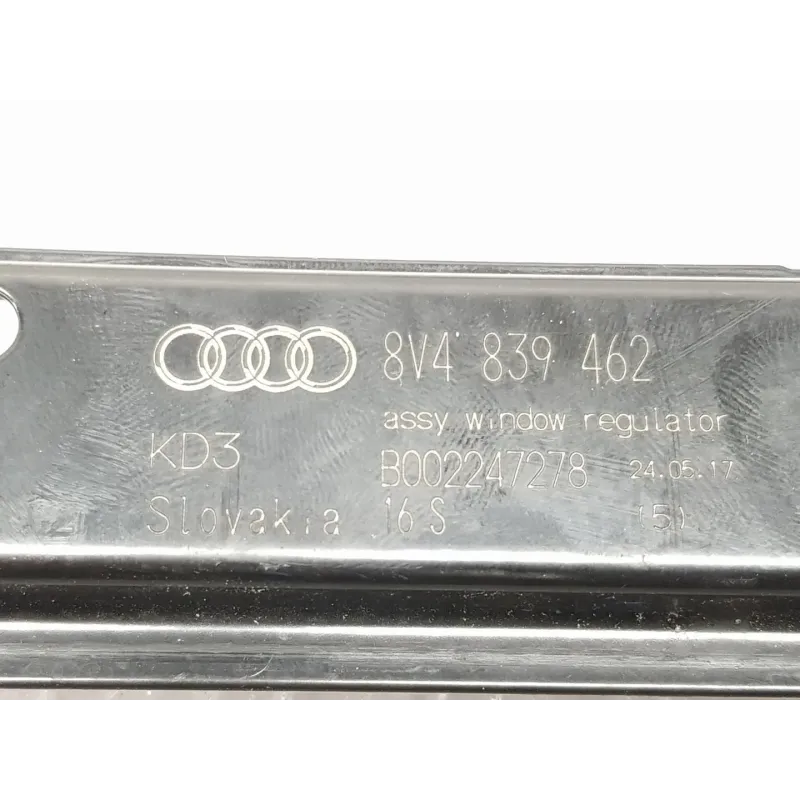 8V4 839 462
assy window regulator
KD3
B002247278 24.05.17
Slovakia 16 S (5)